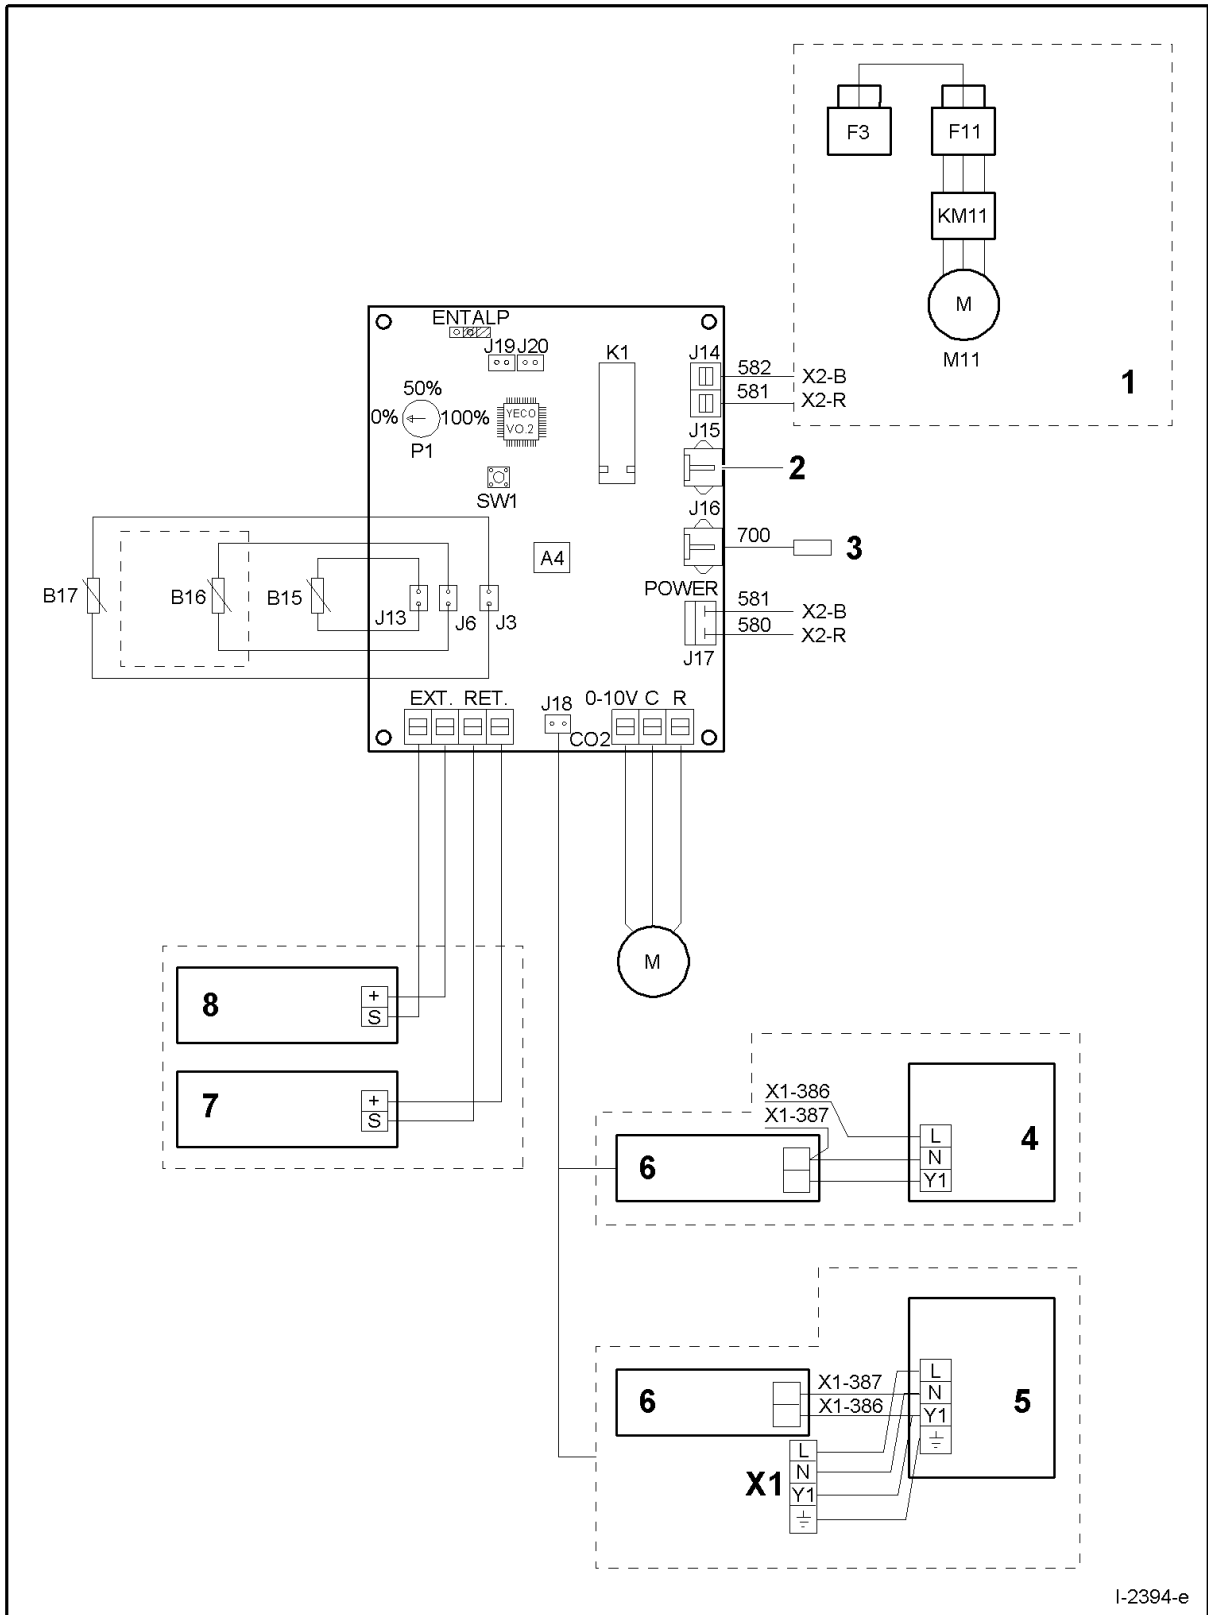 F3
F11
KM11
M
M11
1
ENTALP
J19 J20
K1
J14
582
X2-B
581
X2-R
50%
0%
100%
P1
YECO
VO.2
J15
2
SW1
J16
700
3
A4
B17
B16
B15
J13
J6
J3
POWER
581
X2-B
580
X2-R
J17
EXT. RET.
J18
0-10V C R
CO2
M
8
+
S
7
+
S
X1-386
X1-387
6
L
N
Y1
4
6
X1-387
X1-386
L
N
Y1
5
X1
L
N
Y1
I-2394-e